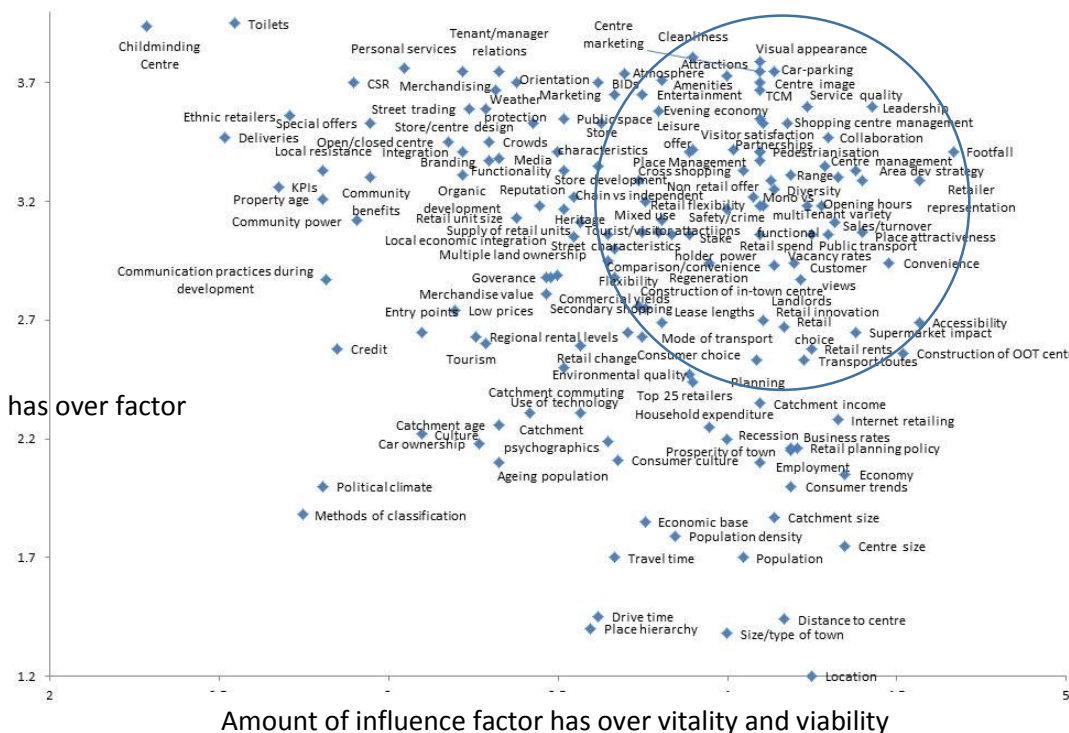 Toilets
Centre
marketing
Cleanliness
Childminding
Centre
Personal services
Tenant/manager
relations
Visual appearance
Attractions
Car-parking
3.7
CSR
Merchandising
Orientation
BIDs
Atmosphere
Amenities
Centre image
Marketing
Entertainment
TCM
Service quality
Weather
protection
Street trading
Evening economy
Leadership
Ethnic retailers
Special offers
Store/centre design
Public space
Store
characteristics
Leisure
offer
Shopping centre management
Deliveries
Open/closed centre
Crowds
Visitor satisfaction
Partnerships
Collaboration
Local resistance
Integration
Branding
Media
Place Management
Pedestrianisation
Footfall
Functionality
Cross shopping
Centre management
KPIs
Community
benefits
Organic
development
Reputation
Store development
Non retail offer
Range
Area dev strategy
Property age
Chain vs independent
Diversity
Retailer
representation
3.2
Community power
Retail unit size
Retail flexibility
Mono vs
multi
functional
Opening hours
Tenant variety
Supply of retail units
Heritage
Mixed use
Safety/crime
Sales/turnover
Local economic integration
Tourist/visitor attractiions
Stake
holder power
Place attractiveness
Multiple land ownership
Street characteristics
Retail spend
Public transport
Communication practices during
development
Goverance
Comparison/convenience
Vacancy rates
Convenience
Flexibility
Regeneration
Customer
views
Merchandise value
Commercial yields
Construction of in-town centre
Landlords
Entry points
Low prices
Secondary shopping
Lease lengths
Retail innovation
2.7
Accessibility
Regional rental levels
Mode of transport
Retail
choice
Supermarket impact
Credit
Tourism
Retail change
Consumer choice
Retail rents
Construction of OOT cent
Transport toutes
Environmental quality
Planning
Top 25 retailers
has over factor
Catchment commuting
Use of technology
Household expenditure
Catchment income
Internet retailing
Catchment age
Culture
Catchment
psychographics
2.2
Car ownership
Recession
Business rates
Prosperity of town
Retail planning policy
Ageing population
Consumer culture
Employment
Economy
Political climate
Consumer trends
Methods of classification
Economic base
Catchment size
Population density
Centre size
1.7
Travel time
Population
Drive time
Distance to centre
Place hierarchy
Size/type of town
1.2
Location
2
5
Amount of influence factor has over vitality and viability